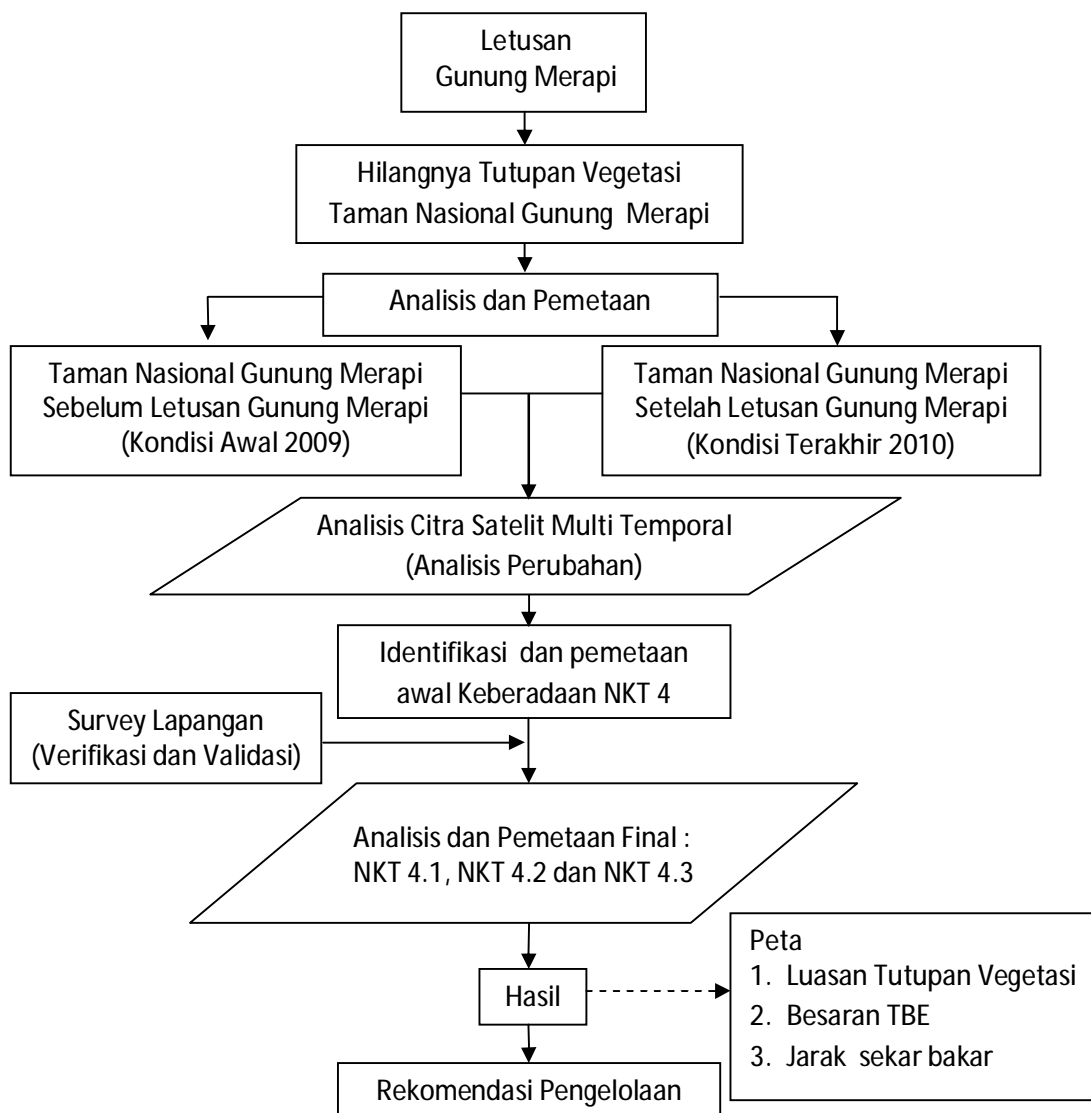 Letusan
Gunung Merapi
Hilangnya Tutupan Vegetasi
Taman Nasional Gunung Merapi
Analisis dan Pemetaan
Taman Nasional Gunung Merapi
Sebelum Letusan Gunung Merapi
(Kondisi Awal 2009)
Taman Nasional Gunung Merapi
Setelah Letusan Gunung Merapi
(Kondisi Terakhir 2010)
Analisis Citra Satelit Multi Temporal
(Analisis Perubahan)
Identifikasi dan pemetaan
awal Keberadaan NKT 4
Survey Lapangan
(Verifikasi dan Validasi)
Analisis dan Pemetaan Final :
NKT 4.1, NKT 4.2 dan NKT 4.3
Peta
1. Luasan Tutupan Vegetasi
2. Besaran TBE
3. Jarak sekar bakar
Hasil
Rekomendasi Pengelolaan